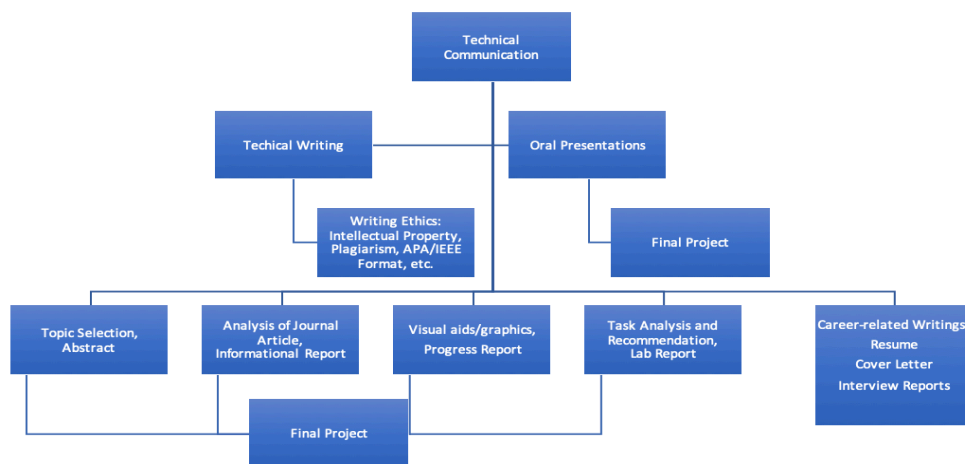 Technical
Communication
Techical Writing
Oral Presentations
Writing Ethics:
Intellectual Property,
Plagiarism, APA/IEEE
Format, etc.
Final Project
Topic Selection,
Abstract
Analysis of Journal
Article,
Informational Report
Visual aids/graphics,
Progress Report
Task Analysis and
Recommendation,
Lab Report
Career-related Writings
Resume
Cover Letter
Interview Reports
Final Project